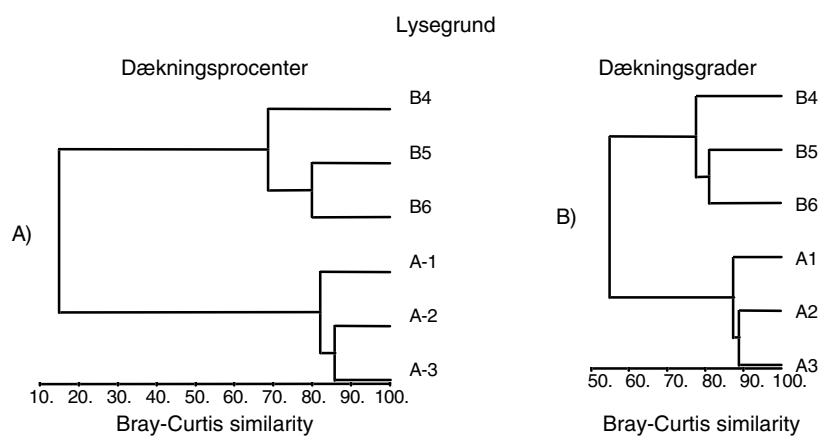 Lysegrund
Dækningsprocenter
B4
B5
B6
A)
A-1
A-2
A-3
10. 20. 30. 40. 50. 60. 70. 80. 90. 100.
Bray-Curtis similarity
Dækningsgrader
B4
B5
B6
B)
A1
A2
A3
50. 60. 70. 80. 90. 100.
Bray-Curtis similarity